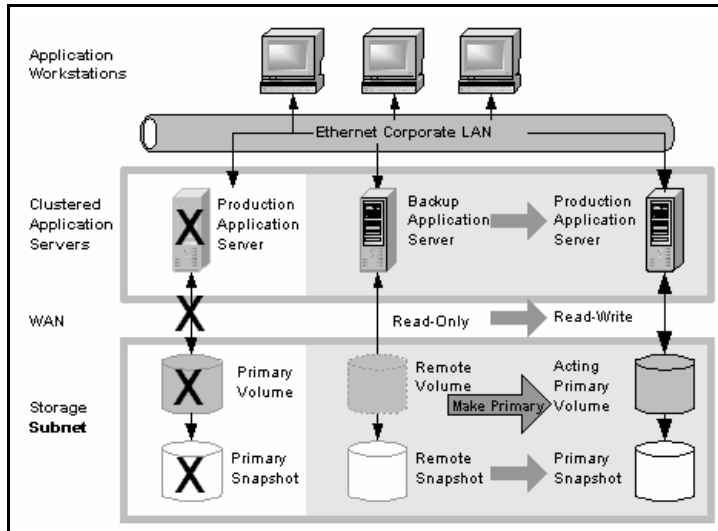 Application
Workstations
Ethernet Corporate LAN
Clustered
Application
Servers
X
Production
Application
Server
Backup
Application
Server
Production
Application
Server
WAN
X
Read-Only
Read-Write
Storage
Subnet
X
Primary
Volume
Remote
Volume
Make Primary
Acting
Primary
Volume
X
Primary
Snapshot
Remote
Snapshot
Primary
Snapshot